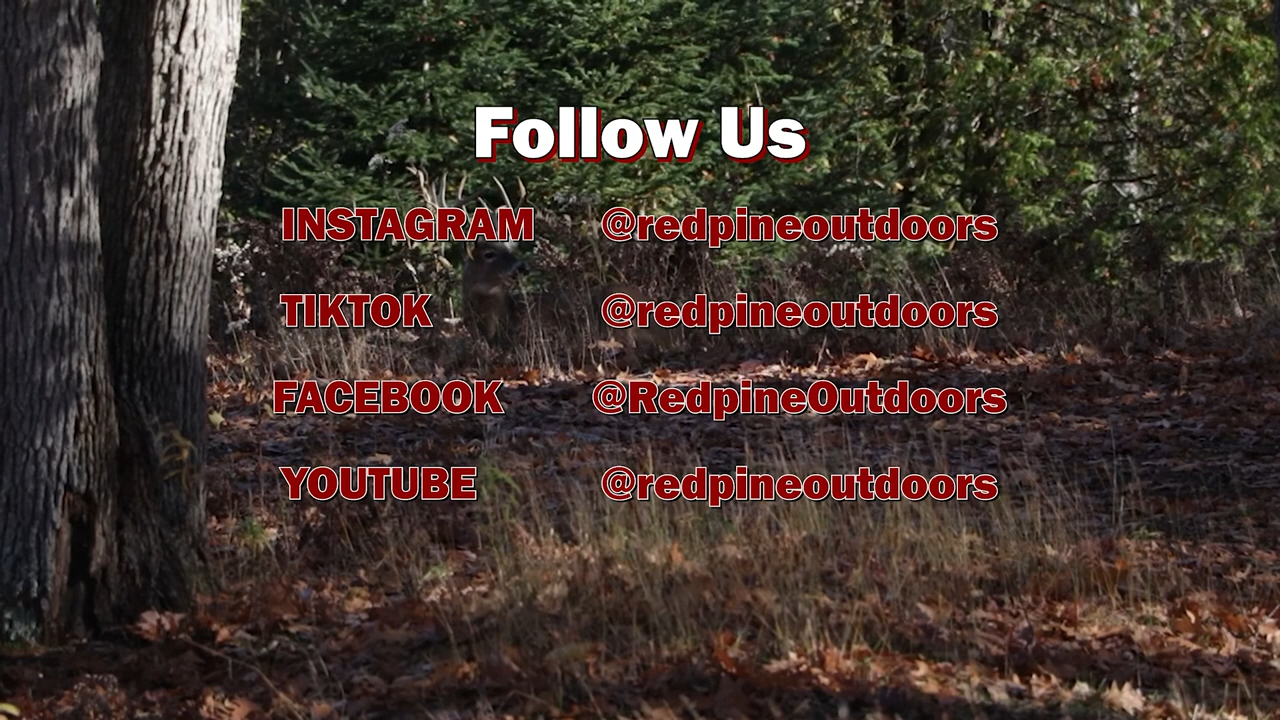 Follow Us
INSTAGRAM @redpineoutdoors
TIKTOK @redpineoutdoors
FACEBOOK @RedpineOutdoors
YOUTUBE @redpineoutdoors